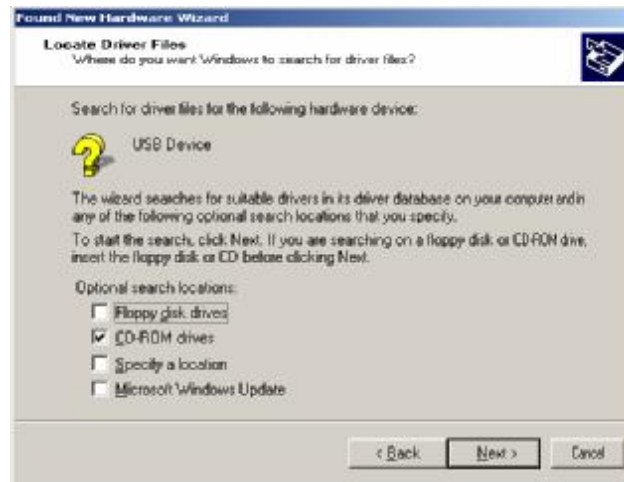 Found New Hardware Wizard
Locate Driver Files
Where do you want Windows to search for driver files?
Search for driver files for the following hardware device:
USB Device
The wizard searches for suitable drivers in its driver database on your computer and in
any of the following optional search locations that you specify.
To start the search, click Next. If you are searching on a floppy disk or CD-ROM drive,
insert the floppy disk or CD before clicking Next.
Optional search locations:
Floppy disk drives
CD-ROM drives
Specify a location
Microsoft Windows Update
< Back
Next >
Cancel